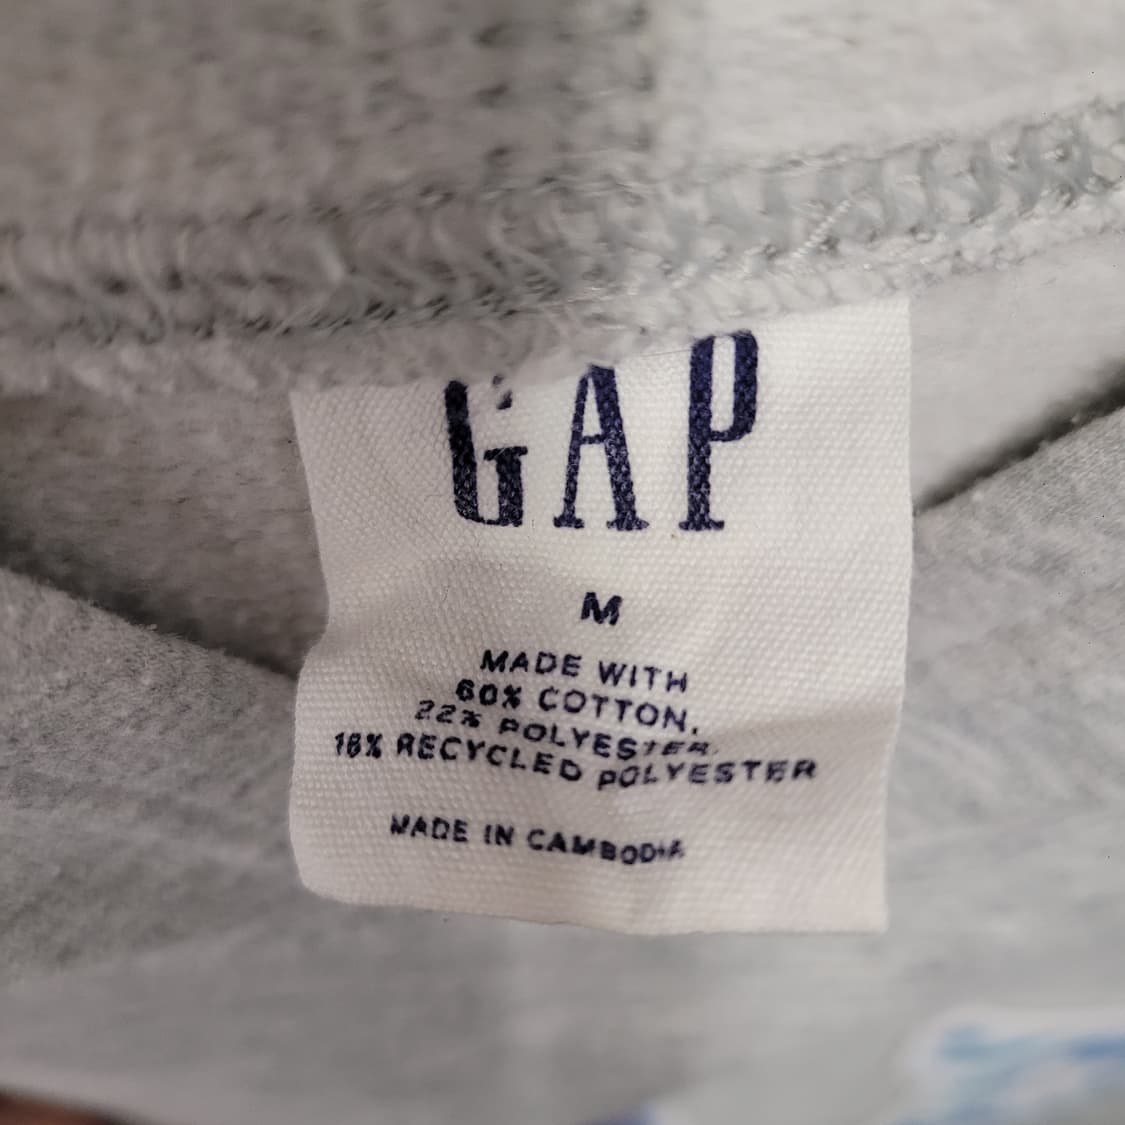 GAP
M
MADE WITH
60% COTTON,
22% POLYESTER,
18% RECYCLED POLYESTER
MADE IN CAMBODIA